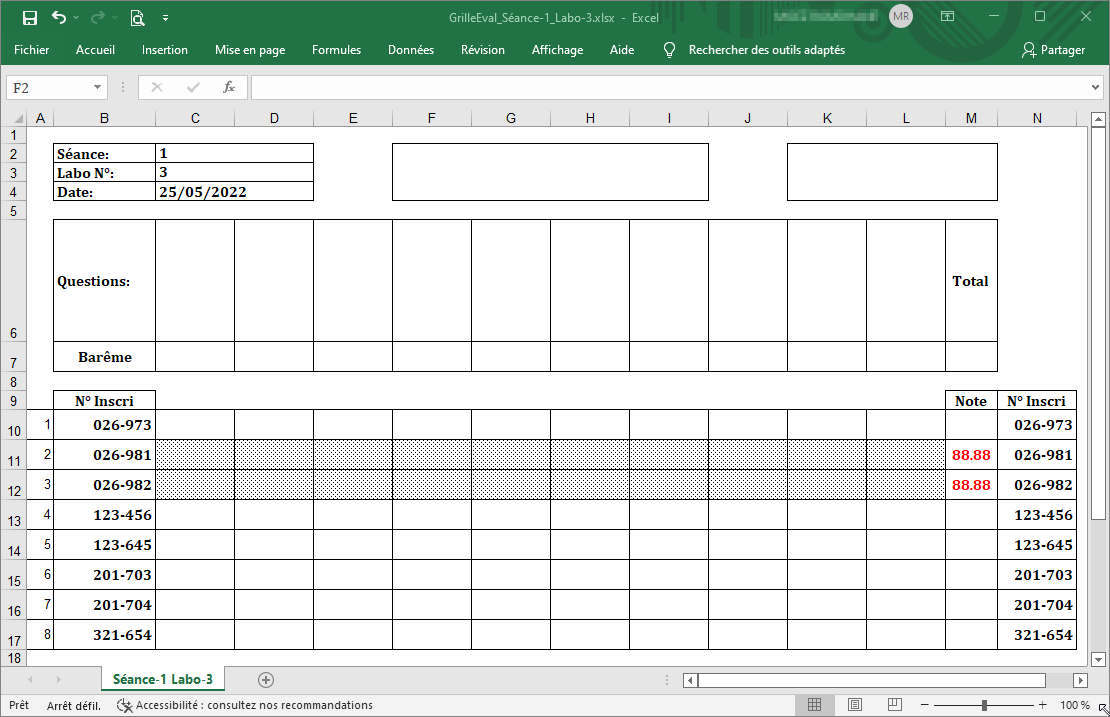 GrilleEval_Séance-1_Labo-3.xlsx - Excel
MR
Fichier Accueil Insertion Mise en page Formules Données Révision Affichage Aide Rechercher des outils adaptés Partager
F2 fx
A B C D E F G H I J K L M N
1
2 Séance: 1
3 Labo N°: 3
4 Date: 25/05/2022
5
6 Questions: Total
7 Barême
8
9 N° Inscri Note N° Inscri
10 1 026-973 026-973
11 2 026-981 88.88 026-981
12 3 026-982 88.88 026-982
13 4 123-456 123-456
14 5 123-645 123-645
15 6 201-703 201-703
16 7 201-704 201-704
17 8 321-654 321-654
18
Séance-1 Labo-3
Prêt Arrêt défil. Accessibilité : consultez nos recommandations 100 %